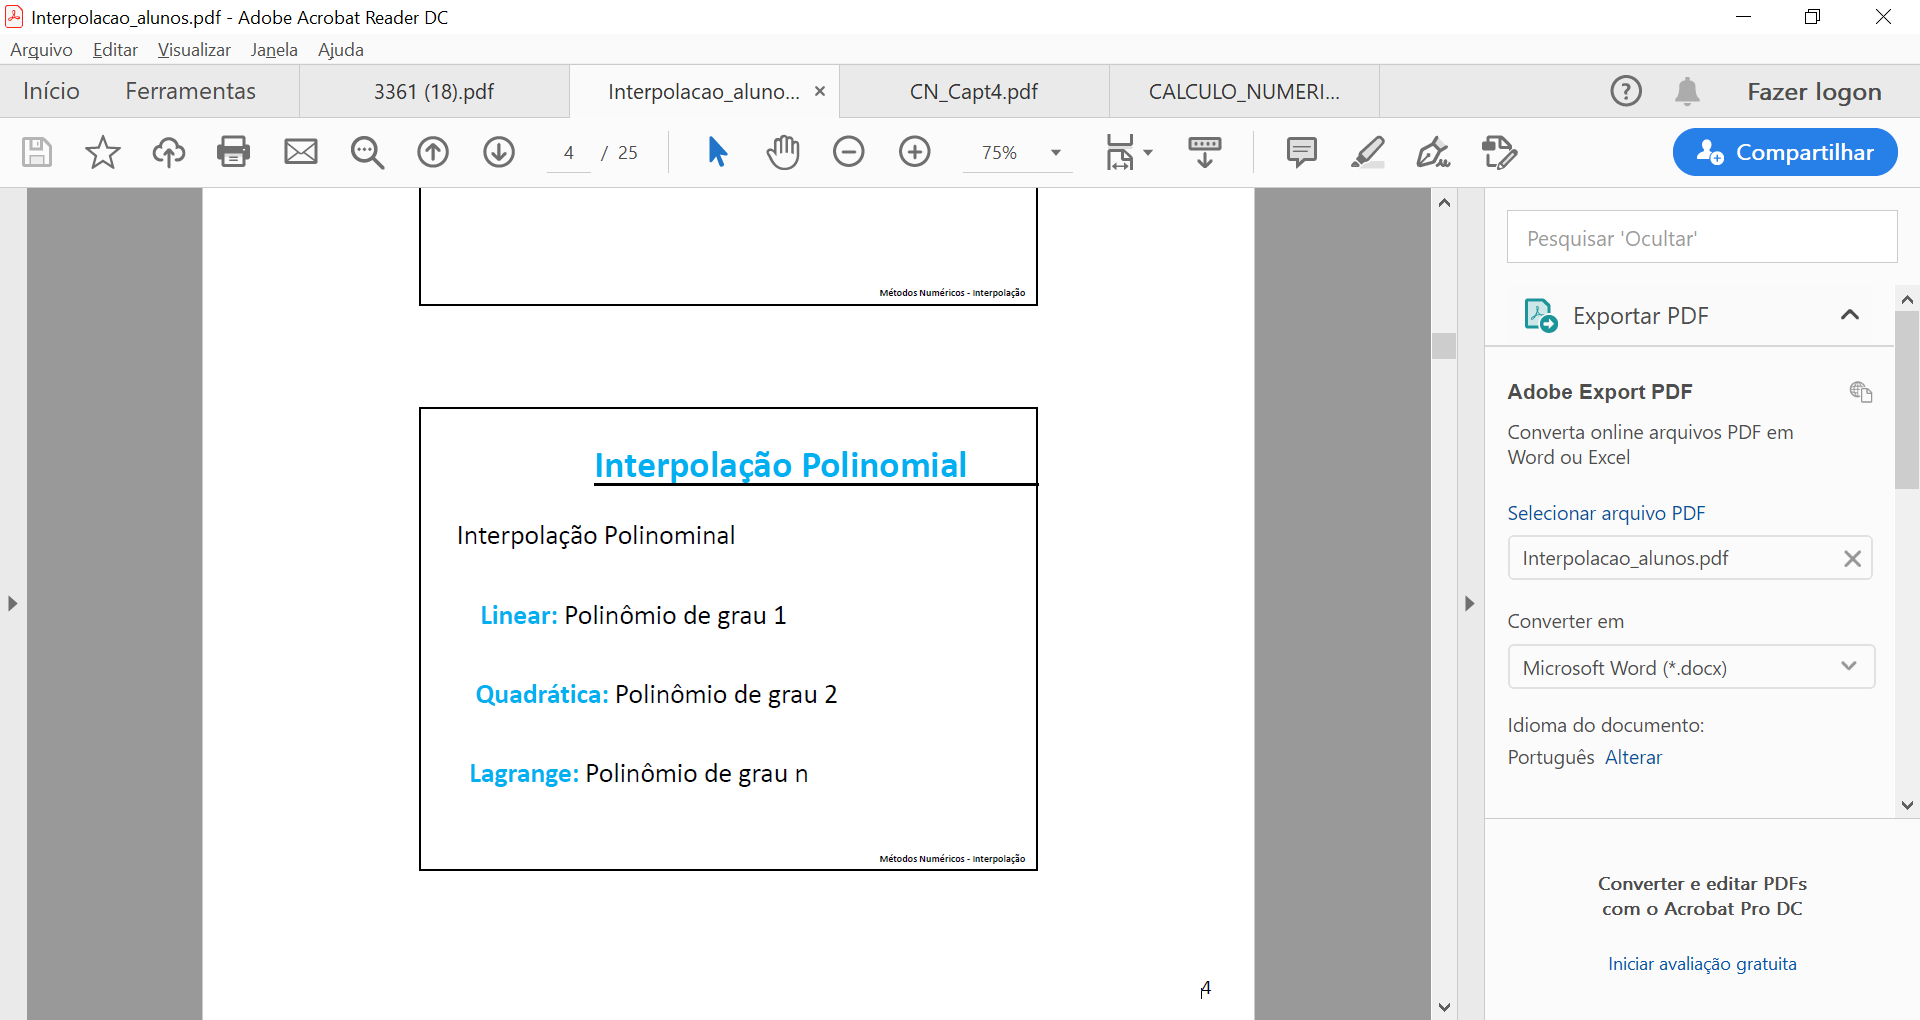 Interpolacao_alunos.pdf - Adobe Acrobat Reader DC
Arquivo Editar Visualizar Janela Ajuda
Início Ferramentas 3361 (18).pdf Interpolacao_aluno... × CN_Capt4.pdf CALCULO_NUMERI... Fazer logon
4 / 25 75% Compartilhar
Métodos Numéricos - Interpolação
Interpolação Polinomial
Interpolação Polinominal
Linear: Polinômio de grau 1
Quadrática: Polinômio de grau 2
Lagrange: Polinômio de grau n
Métodos Numéricos - Interpolação
4
Pesquisar 'Ocultar'
Exportar PDF
Adobe Export PDF
Converta online arquivos PDF em
Word ou Excel
Selecionar arquivo PDF
Interpolacao_alunos.pdf
Converter em
Microsoft Word (*.docx)
Idioma do documento:
Português Alterar
Converter e editar PDFs
com o Acrobat Pro DC
Iniciar avaliação gratuita